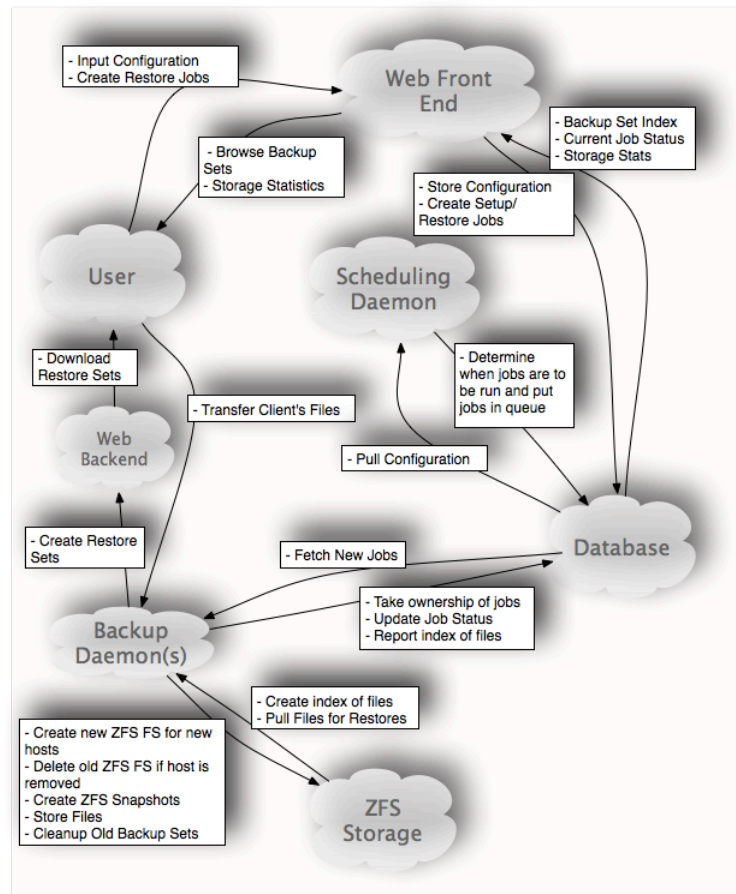 - Input Configuration
- Create Restore Jobs
Web Front
End
- Backup Set Index
- Current Job Status
- Storage Stats
- Browse Backup
Sets
- Storage Statistics
- Store Configuration
- Create Setup/
Restore Jobs
User
Scheduling
Daemon
- Download
Restore Sets
- Determine
when jobs are to
be run and put
jobs in queue
- Transfer Client's Files
Web
Backend
- Pull Configuration
- Create Restore
Sets
- Fetch New Jobs
Database
- Take ownership of jobs
- Update Job Status
- Report index of files
Backup
Daemon(s)
- Create index of files
- Pull Files for Restores
- Create new ZFS FS for new
hosts
- Delete old ZFS FS if host is
removed
- Create ZFS Snapshots
- Store Files
- Cleanup Old Backup Sets
ZFS
Storage